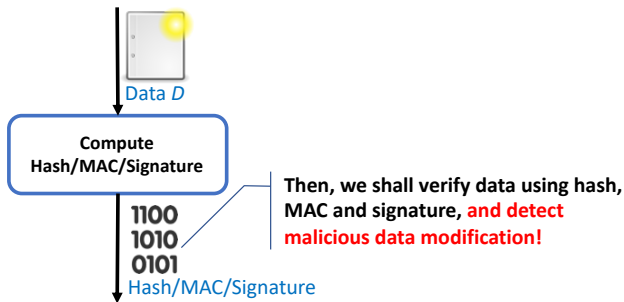 Data D
Compute
Hash/MAC/Signature
Then, we shall verify data using hash,
MAC and signature, and detect
malicious data modification!
1100
1010
0101
Hash/MAC/Signature